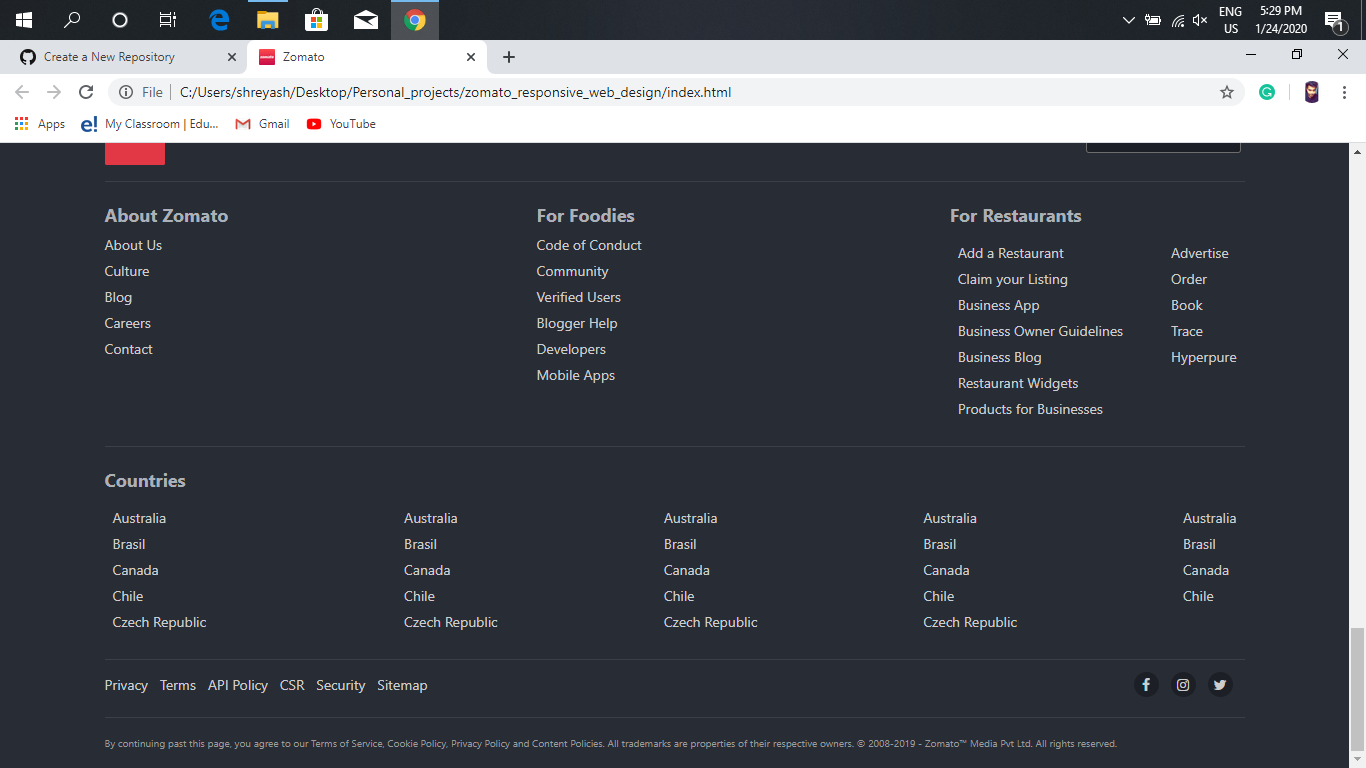 ENG
US
5:29 PM
1/24/2020
1
Create a New Repository
Zomato
File | C:/Users/shreyash/Desktop/Personal_projects/zomato_responsive_web_design/index.html
Apps
e! My Classroom | Edu...
Gmail
YouTube
About Zomato
About Us
Culture
Blog
Careers
Contact
For Foodies
Code of Conduct
Community
Verified Users
Blogger Help
Developers
Mobile Apps
For Restaurants
Add a Restaurant
Claim your Listing
Business App
Business Owner Guidelines
Business Blog
Restaurant Widgets
Products for Businesses
Advertise
Order
Book
Trace
Hyperpure
Countries
Australia
Brasil
Canada
Chile
Czech Republic
Australia
Brasil
Canada
Chile
Czech Republic
Australia
Brasil
Canada
Chile
Czech Republic
Australia
Brasil
Canada
Chile
Czech Republic
Australia
Brasil
Canada
Chile
Privacy Terms API Policy CSR Security Sitemap
By continuing past this page, you agree to our Terms of Service, Cookie Policy, Privacy Policy and Content Policies. All trademarks are properties of their respective owners. © 2008-2019 - Zomato™ Media Pvt Ltd. All rights reserved.